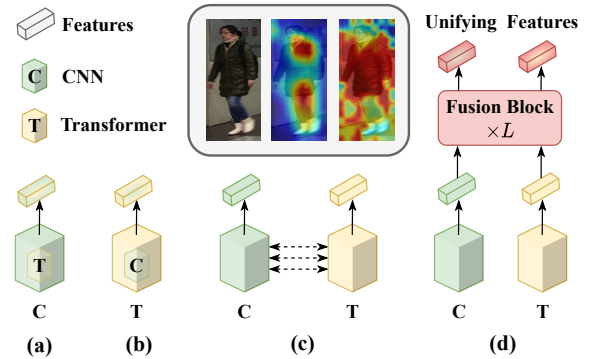 Features
C CNN
T Transformer
Unifying Features
Fusion Block
×L
T
C
C
T
C
T
C
T
(a)
(b)
(c)
(d)